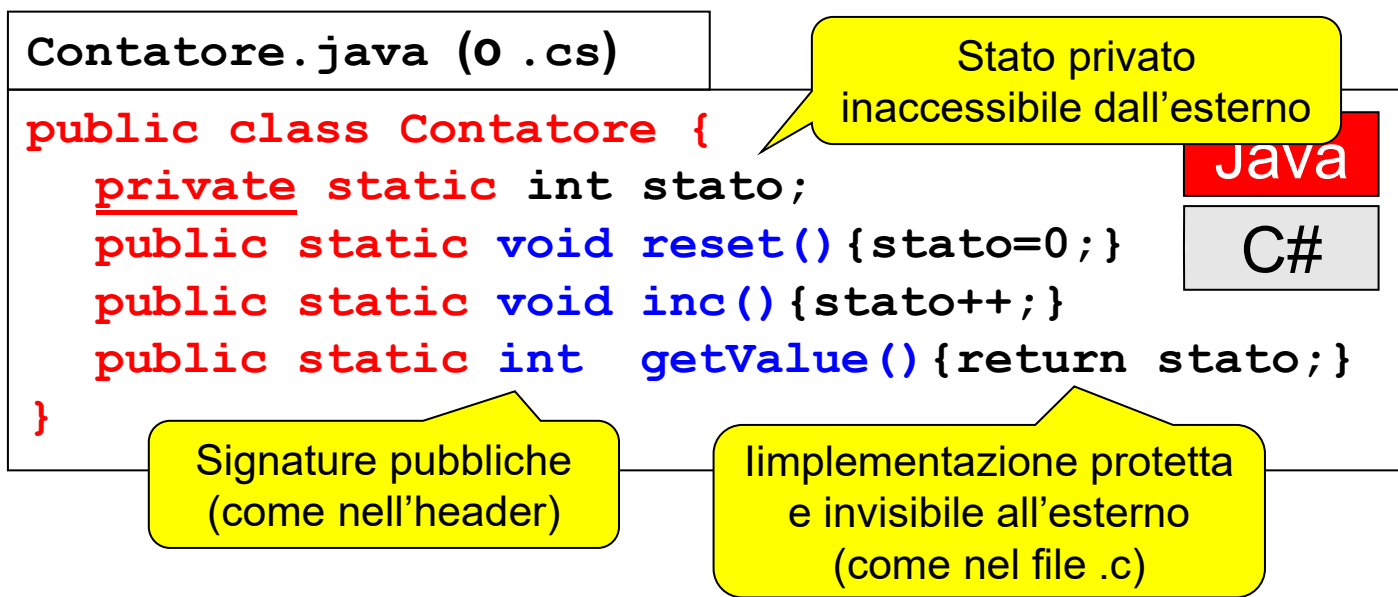 Contatore.java (o .cs)
Stato privato
inaccessibile dall'esterno
public class Contatore {
Java
private static int stato;
public static void reset(){stato=0;}
C#
public static void inc(){stato++;}
public static int  getValue(){return stato;}
}
Signature pubbliche
(come nell'header)
Iimplementazione protetta
e invisibile all'esterno
(come nel file .c)